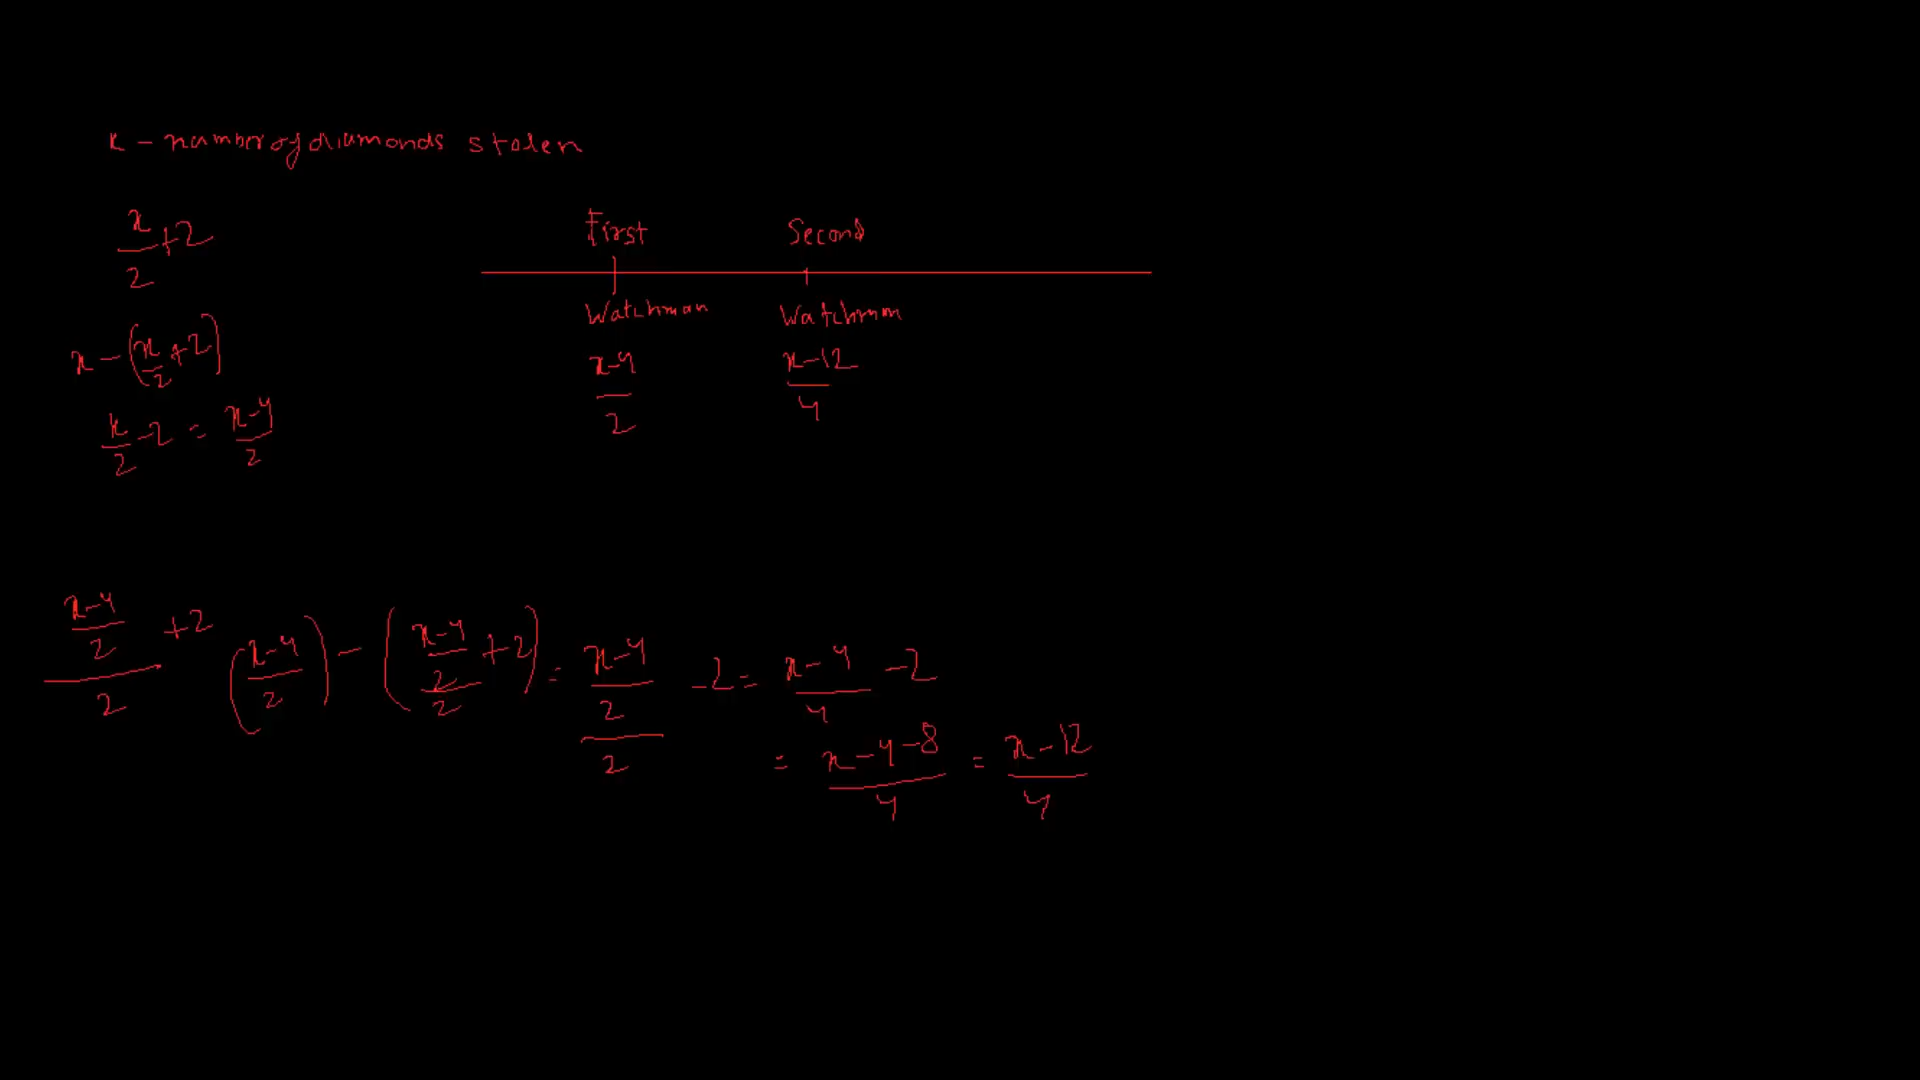 x - number of diamonds stolen
x/2 + 2
First Second
Watchman Watchman
x - (x/2 + 2)
(x-4)/2 (x-12)/4
x/2 - 2 = (x-4)/2
((x-4)/2)/2 + 2 ((x-4)/2) - (((x-4)/2)/2 + 2) = ((x-4)/2)/2 - 2 = (x-4)/4 - 2
= (x-4-8)/4 = (x-12)/4